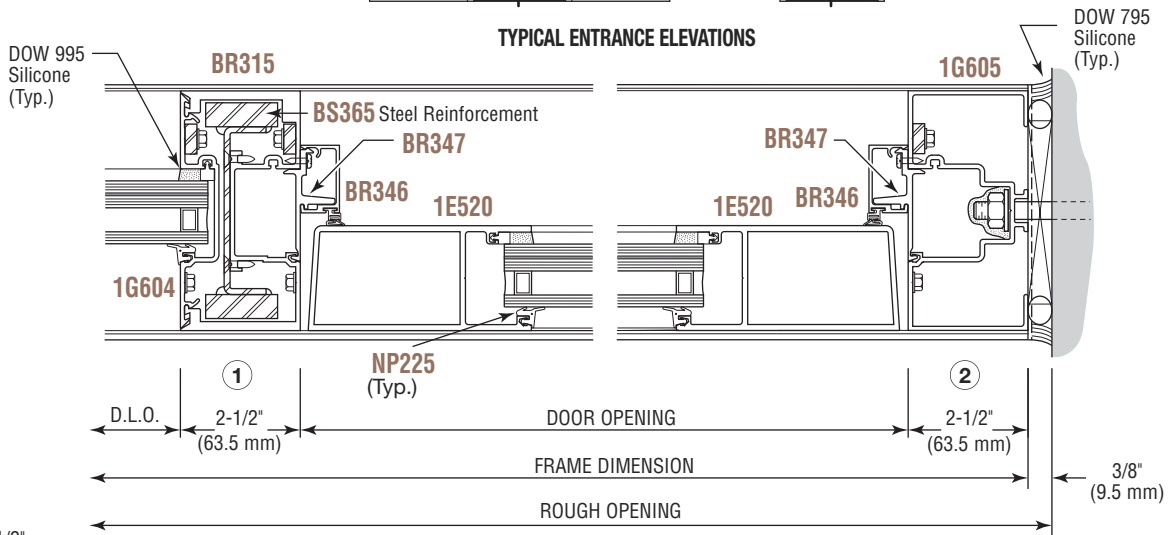 TYPICAL ENTRANCE ELEVATIONS
DOW 995
Silicone
(Typ.)
BR315
BS365 Steel Reinforcement
BR347
BR346
1E520
1G604
NP225
(Typ.)
DOW 795
Silicone
(Typ.)
1G605
BR347
BR346
1E520
1
2
D.L.O.
2-1/2"
(63.5 mm)
DOOR OPENING
2-1/2"
(63.5 mm)
FRAME DIMENSION
3/8"
(9.5 mm)
ROUGH OPENING